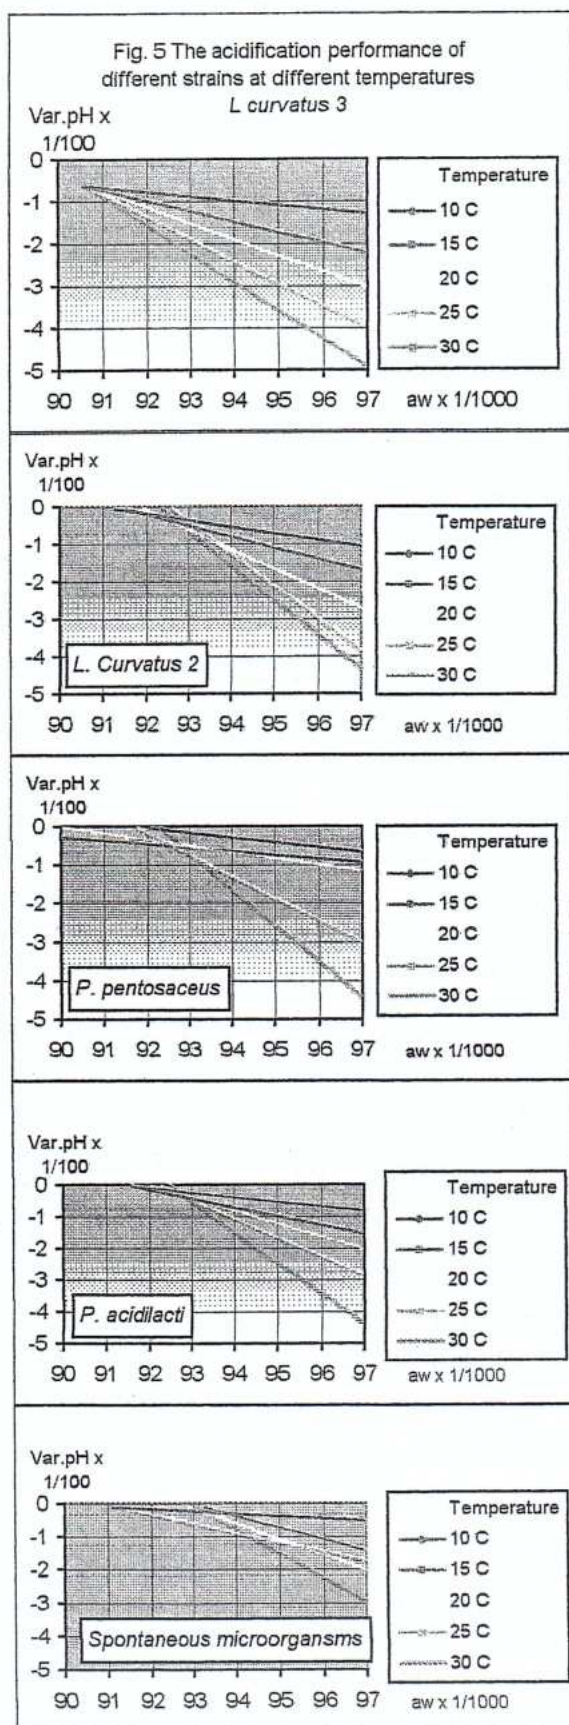 Fig. 5 The acidification performance of
different strains at different temperatures
L curvatus 3
Var.pH x
1/100
0
-1
-2
-3
-4
-5
90 91 92 93 94 95 96 97 aw x 1/1000
Temperature
10 C
15 C
20 C
25 C
30 C
Var.pH x
1/100
0
-1
-2
-3
-4
-5
L. Curvatus 2
90 91 92 93 94 95 96 97 aw x 1/1000
Temperature
10 C
15 C
20 C
25 C
30 C
Var.pH x
1/100
0
-1
-2
-3
-4
-5
P. pentosaceus
90 91 92 93 94 95 96 97 aw x 1/1000
Temperature
10 C
15 C
20 C
25 C
30 C
Var.pH x
1/100
0
-1
-2
-3
-4
-5
P. acidilacti
90 91 92 93 94 95 96 97 aw x 1/1000
Temperature
10 C
15 C
20 C
25 C
30 C
Var.pH x
1/100
0
-1
-2
-3
-4
-5
Spontaneous microorgansms
90 91 92 93 94 95 96 97 aw x 1/1000
Temperature
10 C
15 C
20 C
25 C
30 C